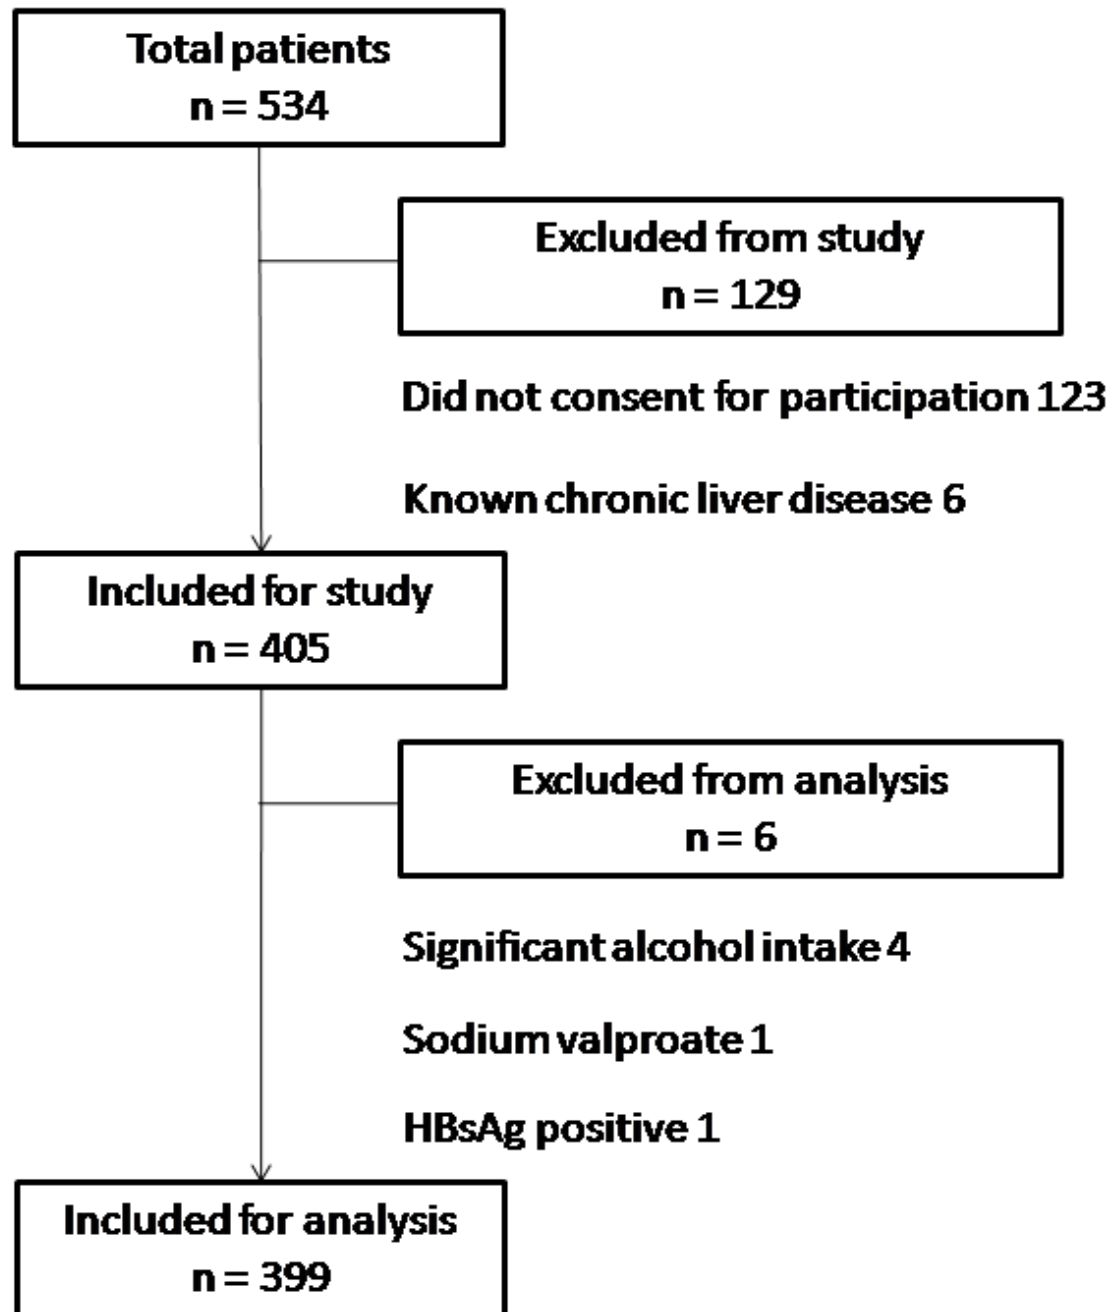 Total patients
n = 534
Excluded from study
n = 129
Did not consent for participation 123
Known chronic liver disease 6
Included for study
n = 405
Excluded from analysis
n = 6
Significant alcohol intake 4
Sodium valproate 1
HBsAg positive 1
Included for analysis
n = 399